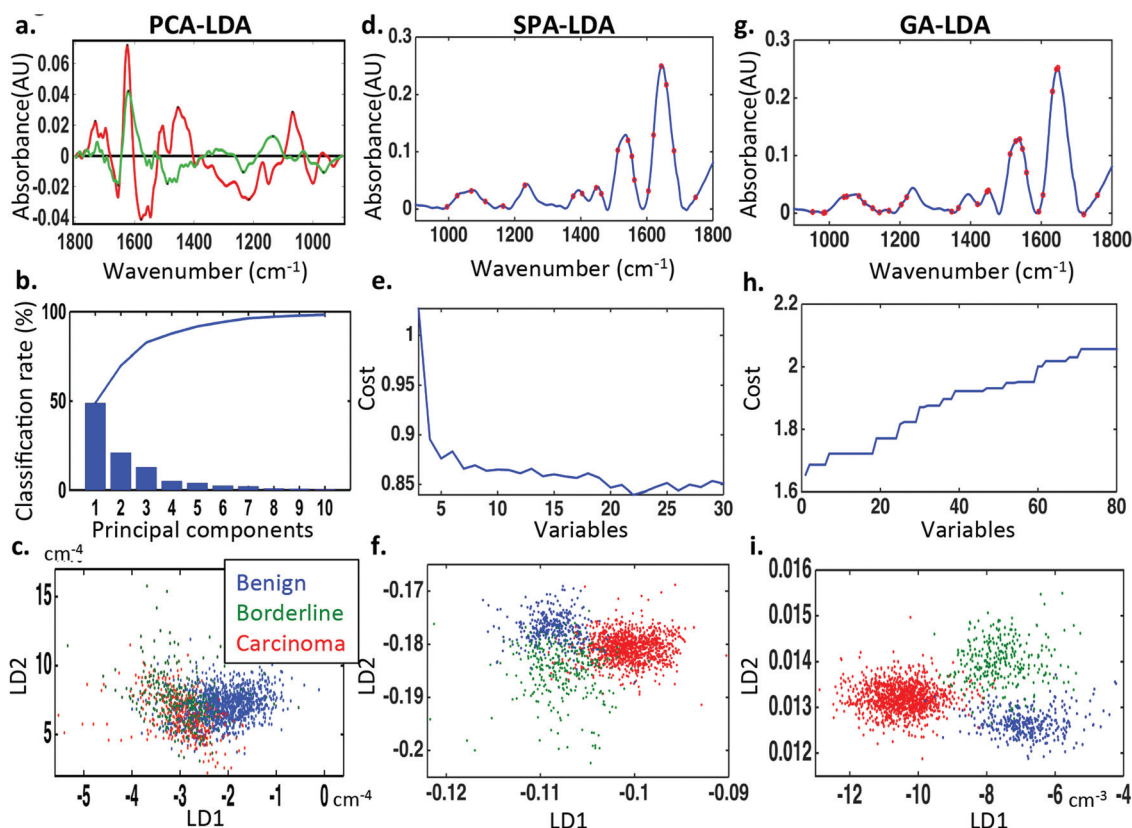 PCA-LDA
SPA-LDA
GA-LDA
a.
Absorbance(AU)
0.06
0.04
0.02
0
-0.02
-0.04
1800 1600 1400 1200 1000
Wavenumber (cm-1)
d.
Absorbance(AU)
0.3
0.2
0.1
0
1000 1200 1400 1600 1800
Wavenumber (cm-1)
g.
Absorbance(AU)
0.3
0.2
0.1
0
1000 1200 1400 1600 1800
Wavenumber (cm-1)
b.
Classification rate (%)
100
50
0
1 2 3 4 5 6 7 8 9 10
Principal components
e.
Cost
1
0.95
0.9
0.85
5 10 15 20 25 30
Variables
h.
Cost
2.2
2
1.8
1.6
0 20 40 60 80
Variables
c.
cm-4
LD2
15
10
5
-5 -4 -3 -2 -1 0 cm-4
LD1
Benign
Borderline
Carcinoma
f.
LD2
-0.17
-0.18
-0.19
-0.2
-0.12 -0.11 -0.1 -0.09
LD1
i.
LD2
0.016
0.015
0.014
0.013
0.012
-12 -10 -8 -6 cm-3 -4
LD1